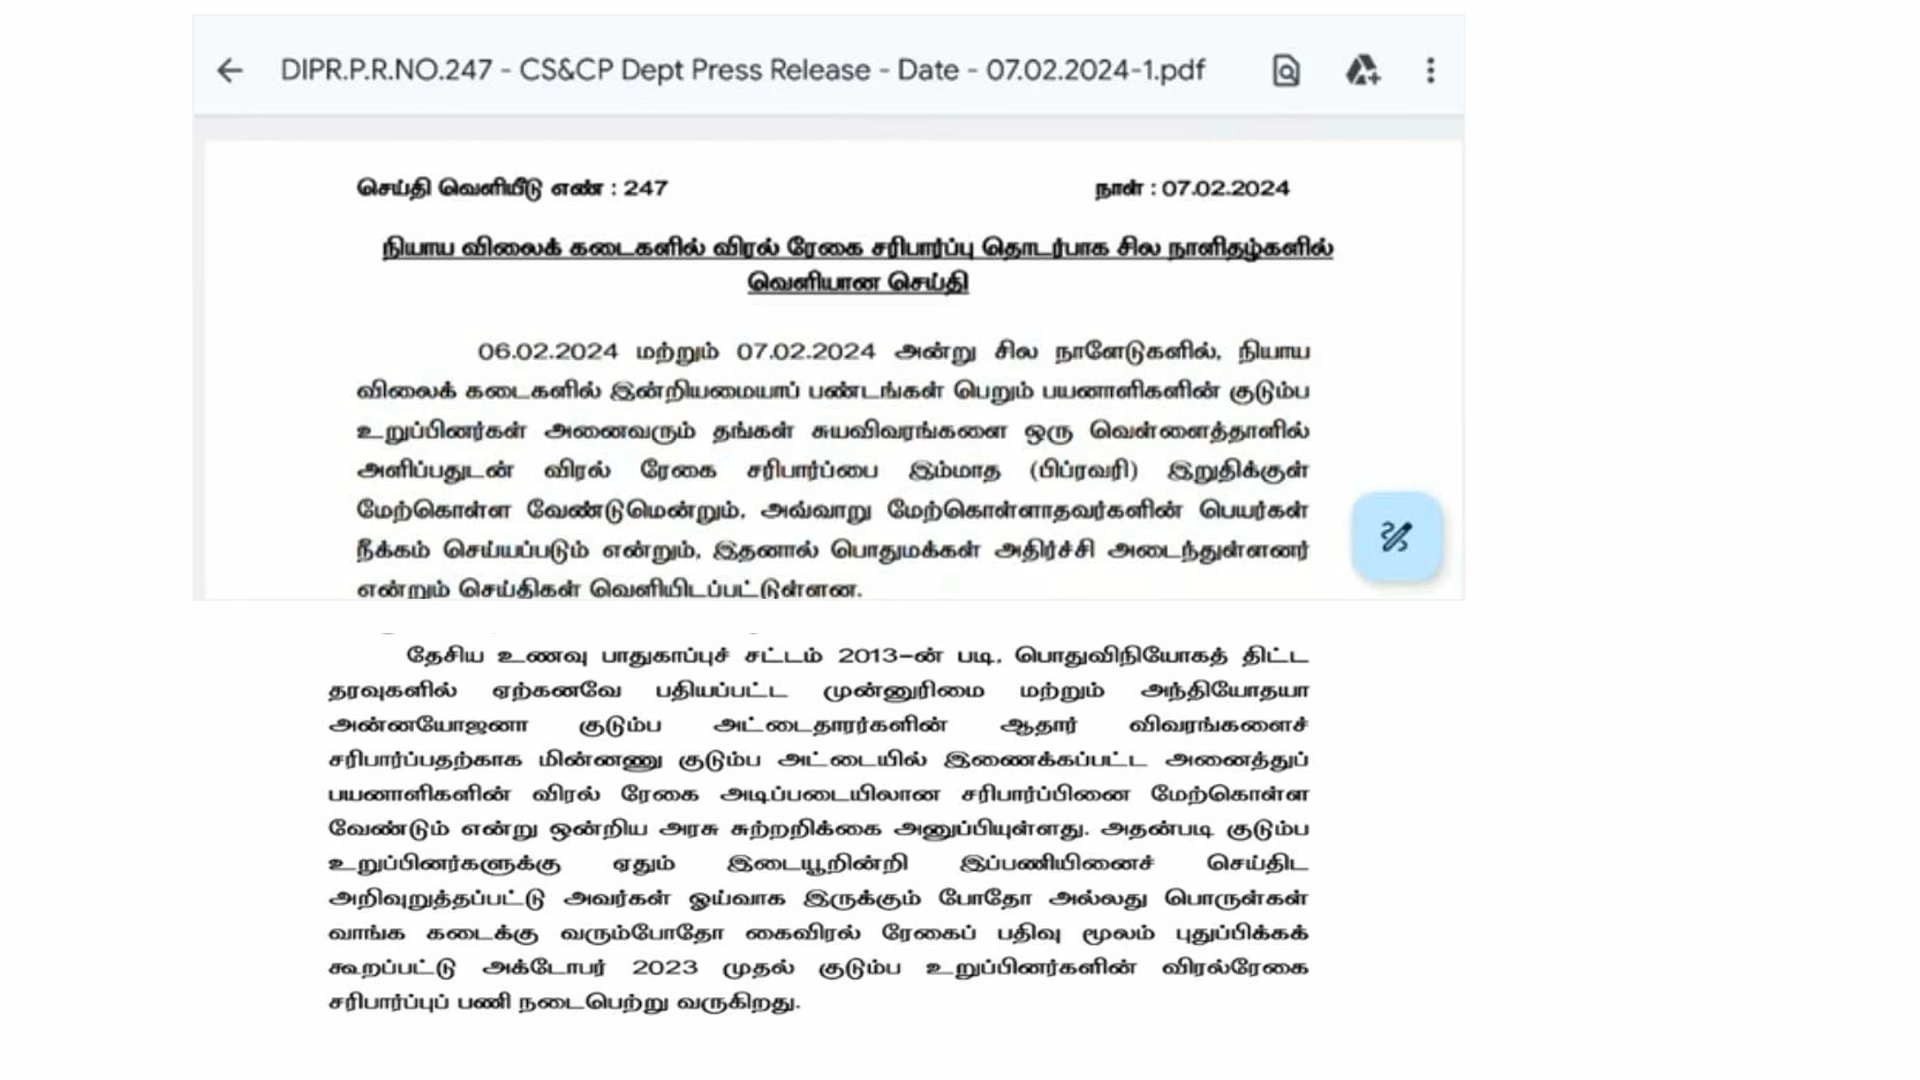 DIPR.P.R.NO.247 - CS&CP Dept Press Release - Date - 07.02.2024-1.pdf
செய்தி வெளியீடு எண் : 247 நாள் : 07.02.2024
நியாய விலைக் கடைகளில் விரல் ரேகை சரிபார்ப்பு தொடர்பாக சில நாளிதழ்களில்
வெளியான செய்தி
06.02.2024 மற்றும் 07.02.2024 அன்று சில நாளேடுகளில், நியாய
விலைக் கடைகளில் இன்றியமையாப் பண்டங்கள் பெறும் பயனாளிகளின் குடும்ப
உறுப்பினர்கள் அனைவரும் தங்கள் சுயவிவரங்களை ஒரு வெள்ளைத்தாளில்
அளிப்பதுடன் விரல் ரேகை சரிபார்ப்பை இம்மாத (பிப்ரவரி) இறுதிக்குள்
மேற்கொள்ள வேண்டுமென்றும், அவ்வாறு மேற்கொள்ளாதவர்களின் பெயர்கள்
நீக்கம் செய்யப்படும் என்றும், இதனால் பொதுமக்கள் அதிர்ச்சி அடைந்துள்ளனர்
என்றும் செய்திகள் வெளியிடப்பட்டுள்ளன.
தேசிய உணவு பாதுகாப்புச் சட்டம் 2013-ன் படி, பொதுவிநியோகத் திட்ட
தரவுகளில் ஏற்கனவே பதியப்பட்ட முன்னுரிமை மற்றும் அந்தியோதயா
அன்னயோஜனா குடும்ப அட்டைதாரர்களின் ஆதார் விவரங்களைச்
சரிபார்ப்பதற்காக மின்னணு குடும்ப அட்டையில் இணைக்கப்பட்ட அனைத்துப்
பயனாளிகளின் விரல் ரேகை அடிப்படையிலான சரிபார்ப்பினை மேற்கொள்ள
வேண்டும் என்று ஒன்றிய அரசு சுற்றறிக்கை அனுப்பியுள்ளது. அதன்படி குடும்ப
உறுப்பினர்களுக்கு ஏதும் இடையூறின்றி இப்பணியினைச் செய்திட
அறிவுறுத்தப்பட்டு அவர்கள் ஓய்வாக இருக்கும் போதோ அல்லது பொருள்கள்
வாங்க கடைக்கு வரும்போதோ கைவிரல் ரேகைப் பதிவு மூலம் புதுப்பிக்கக்
கூறப்பட்டு அக்டோபர் 2023 முதல் குடும்ப உறுப்பினர்களின் விரல்ரேகை
சரிபார்ப்புப் பணி நடைபெற்று வருகிறது.